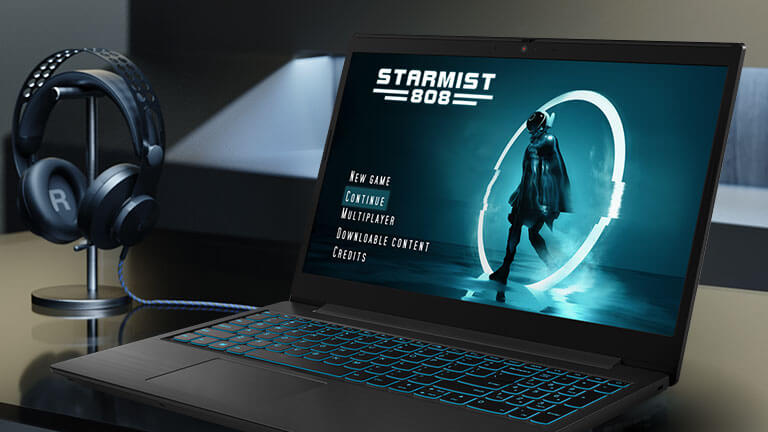 STARMIST
808
NEW GAME
CONTINUE
MULTIPLAYER
DOWNLOADABLE CONTENT
CREDITS
R